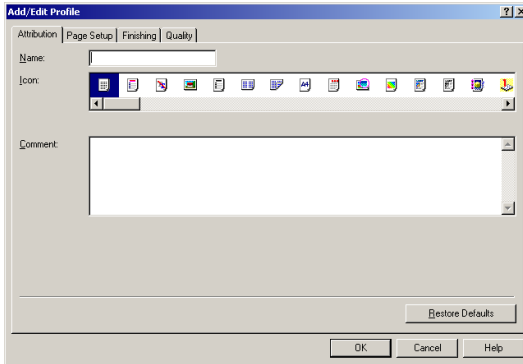 Add/Edit Profile
Attribution Page Setup Finishing Quality
Name:
Icon:
Comment:
Restore Defaults
OK Cancel Help